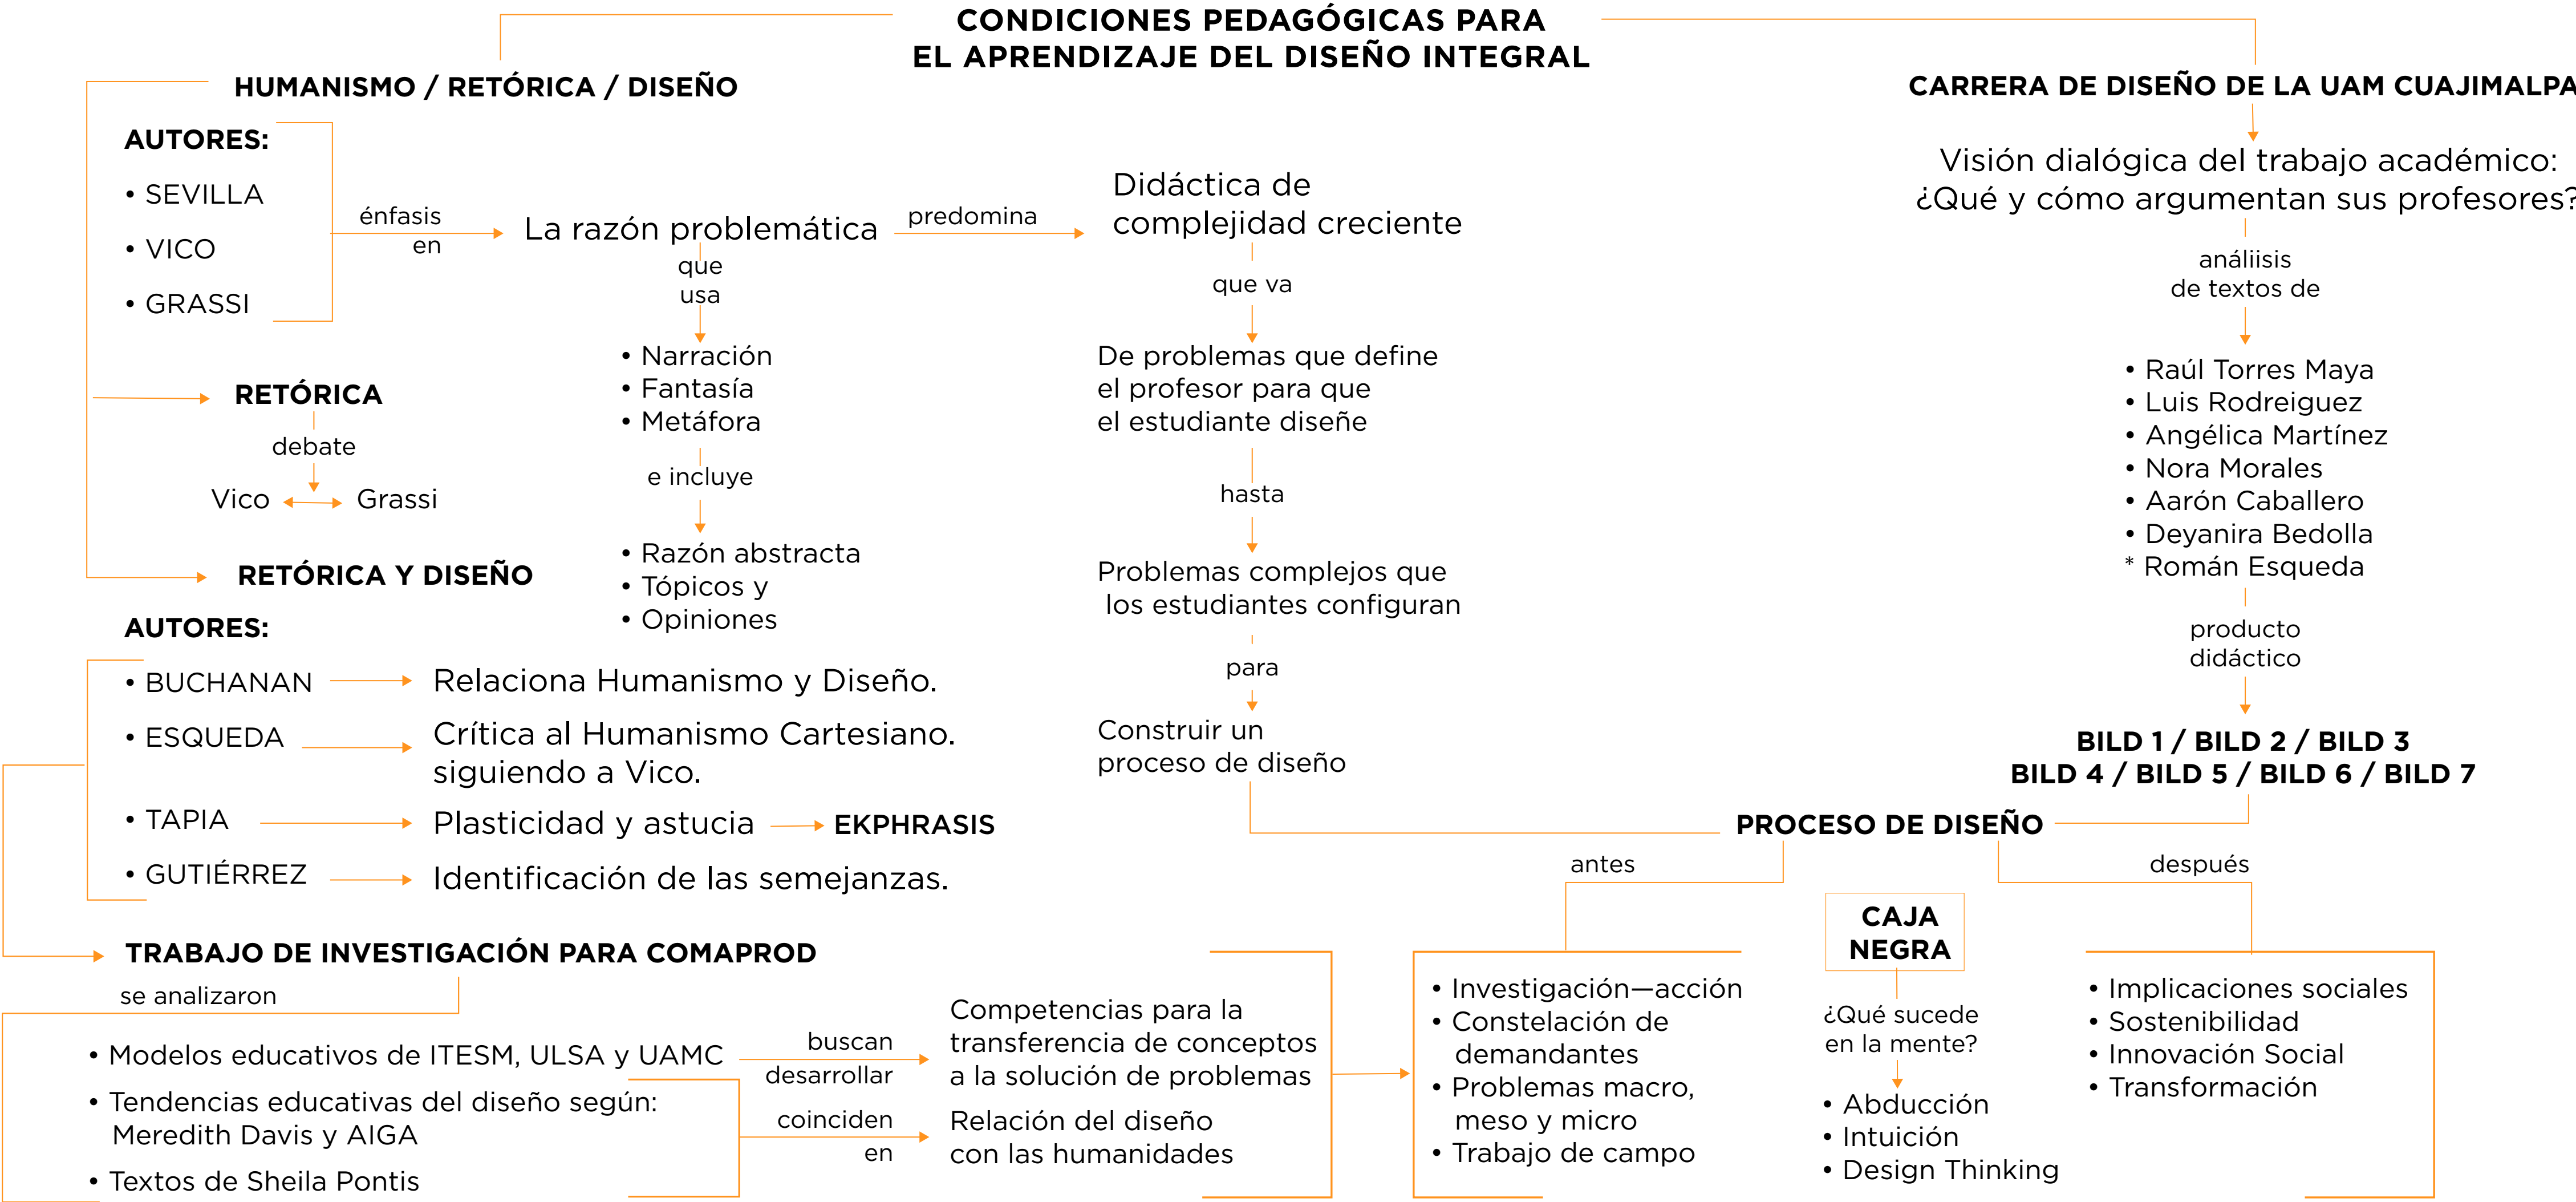 CONDICIONES PEDAGÓGICAS PARA
EL APRENDIZAJE DEL DISEÑO INTEGRAL
HUMANISMO / RETÓRICA / DISEÑO
AUTORES:
• SEVILLA
• VICO
• GRASSI
énfasis
en
La razón problemática
que
usa
• Narración
• Fantasía
• Metáfora
e incluye
• Razón abstracta
• Tópicos y
• Opiniones
predomina
Didáctica de
complejidad creciente
que va
De problemas que define
el profesor para que
el estudiante diseñe
hasta
Problemas complejos que
los estudiantes configuran
para
Construir un
proceso de diseño
RETÓRICA
debate
Vico
Grassi
RETÓRICA Y DISEÑO
AUTORES:
• BUCHANAN
Relaciona Humanismo y Diseño.
• ESQUEDA
Crítica al Humanismo Cartesiano.
siguiendo a Vico.
• TAPIA
Plasticidad y astucia
EKPHRASIS
• GUTIÉRREZ
Identificación de las semejanzas.
TRABAJO DE INVESTIGACIÓN PARA COMAPROD
se analizaron
• Modelos educativos de ITESM, ULSA y UAMC
• Tendencias educativas del diseño según:
Meredith Davis y AIGA
• Textos de Sheila Pontis
buscan
desarrollar
Competencias para la
transferencia de conceptos
a la solución de problemas
coinciden
en
Relación del diseño
con las humanidades
CARRERA DE DISEÑO DE LA UAM CUAJIMALPA
Visión dialógica del trabajo académico:
¿Qué y cómo argumentan sus profesores?
análiisis
de textos de
• Raúl Torres Maya
• Luis Rodreiguez
• Angélica Martínez
• Nora Morales
• Aarón Caballero
• Deyanira Bedolla
* Román Esqueda
producto
didáctico
BILD 1 / BILD 2 / BILD 3
BILD 4 / BILD 5 / BILD 6 / BILD 7
PROCESO DE DISEÑO
antes
• Investigación—acción
• Constelación de
demandantes
• Problemas macro,
meso y micro
• Trabajo de campo
CAJA
NEGRA
¿Qué sucede
en la mente?
• Abducción
• Intuición
• Design Thinking
después
• Implicaciones sociales
• Sostenibilidad
• Innovación Social
• Transformación